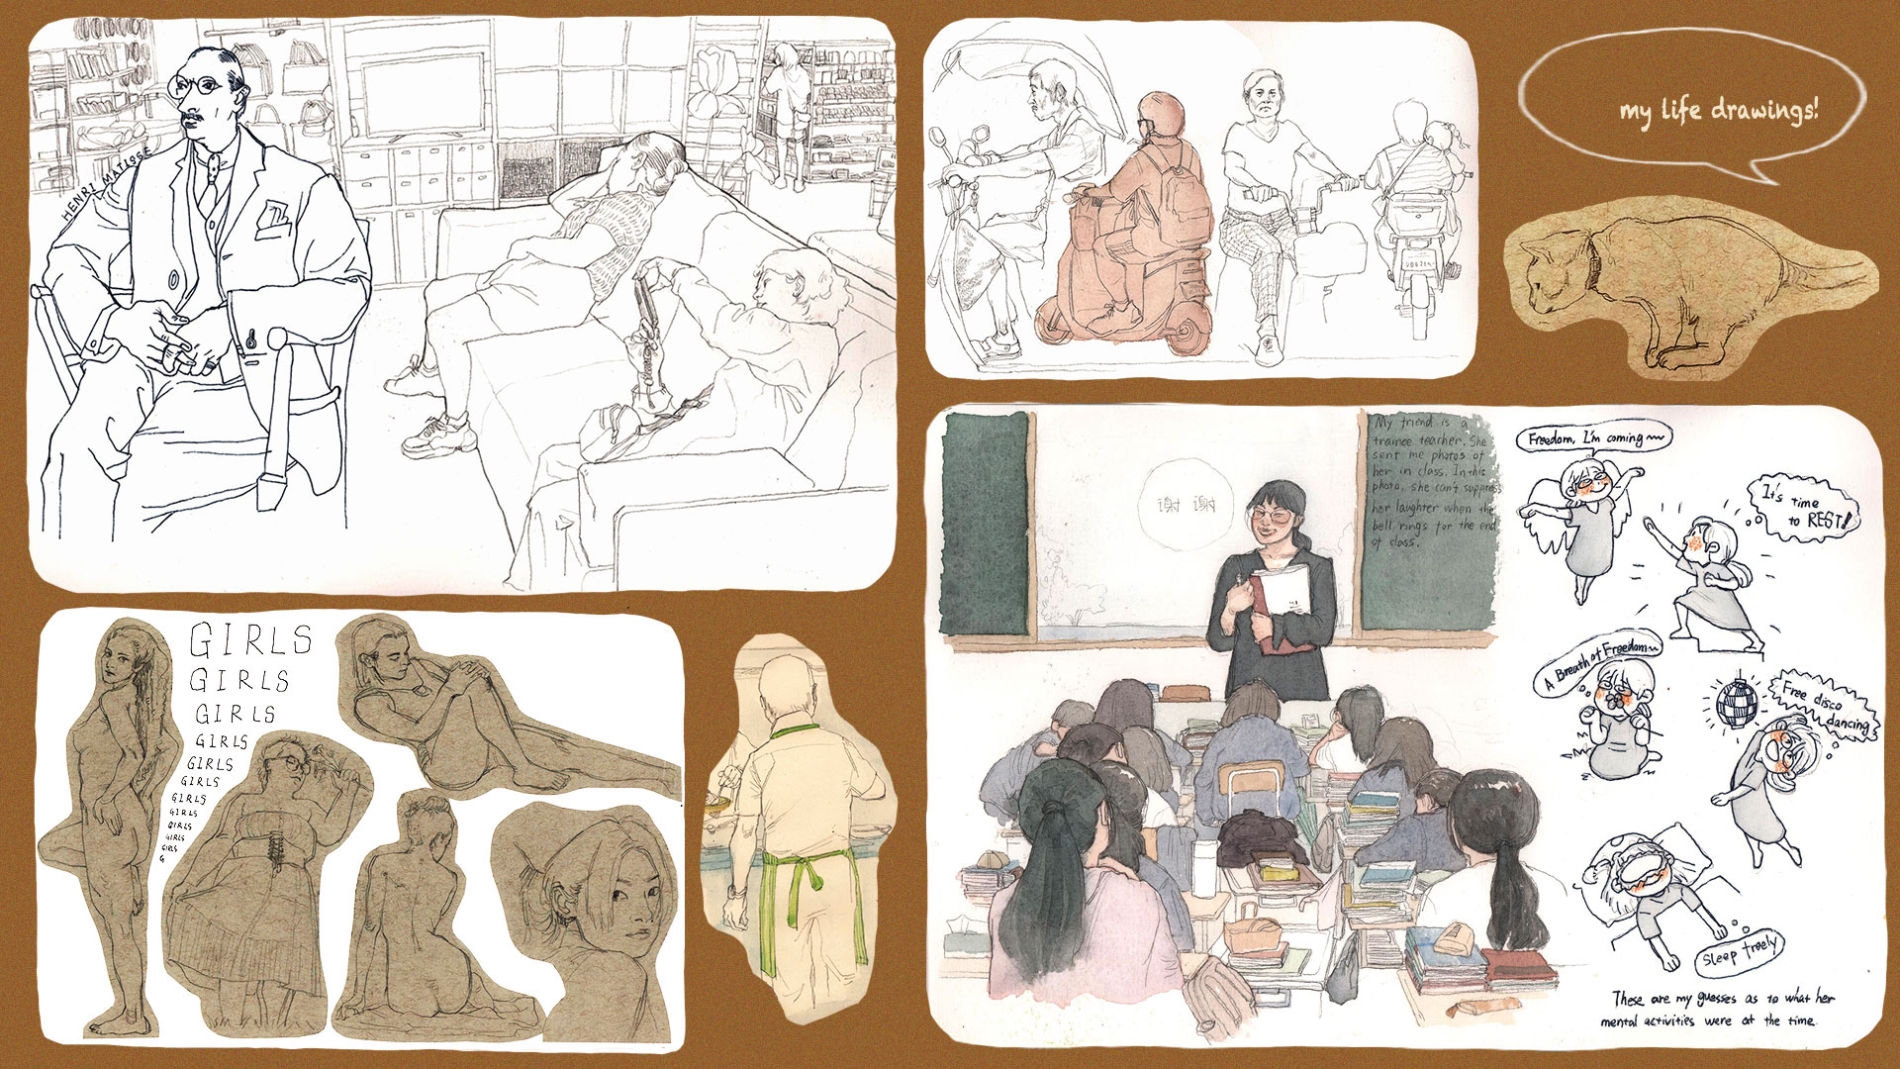 HENRI MATISSE
my life drawings!
GIRLS
GIRLS
GIRLS
GIRLS
GIRLS
GIRLS
GIRLS
GIRLS
GIRLS
GIRLS
GIRLS
G
谢 谢
My friend is a
trainee teacher. She
sent me photos of
her in class. In this
photo, she can't suppress
her laughter when the
bell rings for the end
of class.
Freedom, I'm coming~~
It's time
to REST!
A Breath of Freedom~
Free disco
dancing
Sleep freely
These are my guesses as to what her
mental activities were at the time.